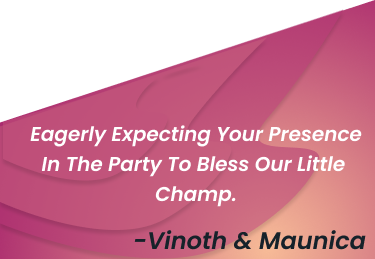 Eagerly Expecting Your Presence
In The Party To Bless Our Little
Champ.
-Vinoth & Maunica